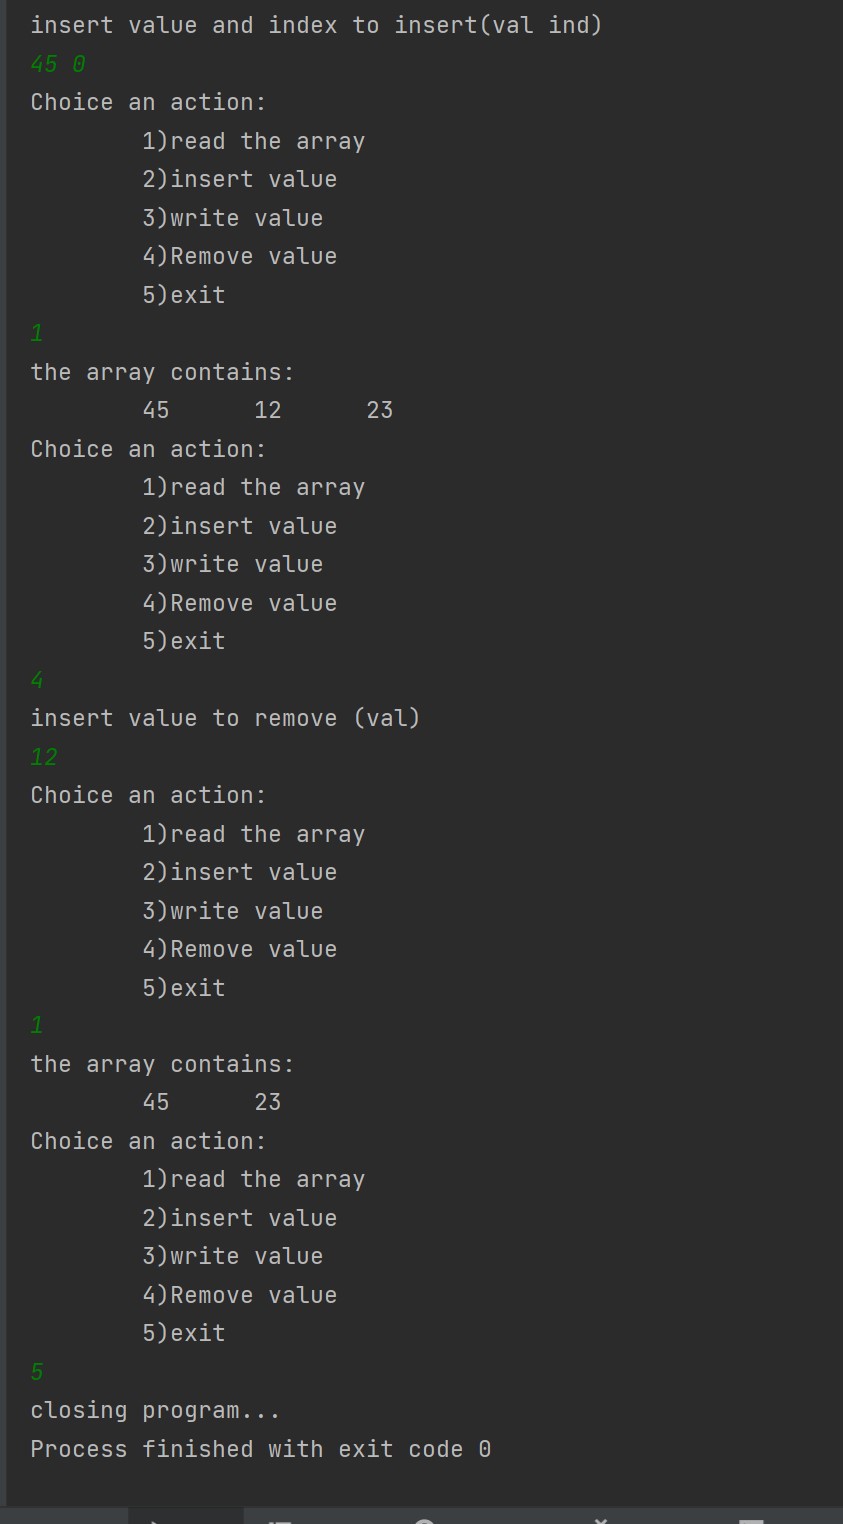 insert value and index to insert(val ind)
45 0
Choice an action:
1)read the array
2)insert value
3)write value
4)Remove value
5)exit
1
the array contains:
45 12 23
Choice an action:
1)read the array
2)insert value
3)write value
4)Remove value
5)exit
4
insert value to remove (val)
12
Choice an action:
1)read the array
2)insert value
3)write value
4)Remove value
5)exit
1
the array contains:
45 23
Choice an action:
1)read the array
2)insert value
3)write value
4)Remove value
5)exit
5
closing program...
Process finished with exit code 0